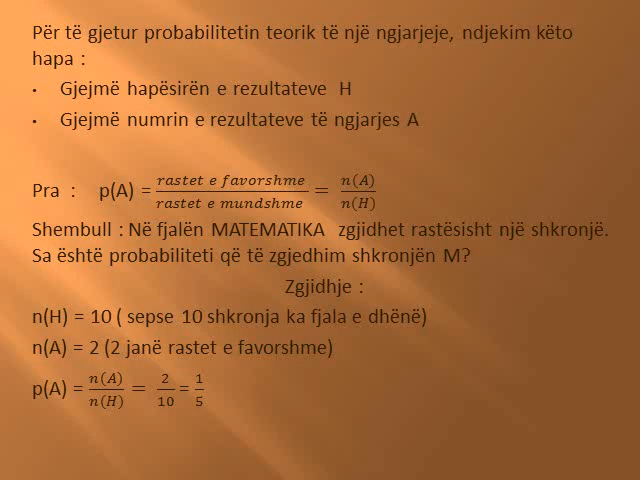 Për të gjetur probabilitetin teorik të një ngjarjeje, ndjekim këto
hapa :
• Gjejmë hapësirën e rezultateve H
• Gjejmë numrin e rezultateve të ngjarjes A
Pra : p(A) = rastet e favorshme / rastet e mundshme = n(A) / n(H)
Shembull : Në fjalën MATEMATIKA zgjidhet rastësisht një shkronjë.
Sa është probabiliteti që të zgjedhim shkronjën M?
Zgjidhje :
n(H) = 10 ( sepse 10 shkronja ka fjala e dhënë)
n(A) = 2 (2 janë rastet e favorshme)
p(A) = n(A) / n(H) = 2 / 10 = 1 / 5